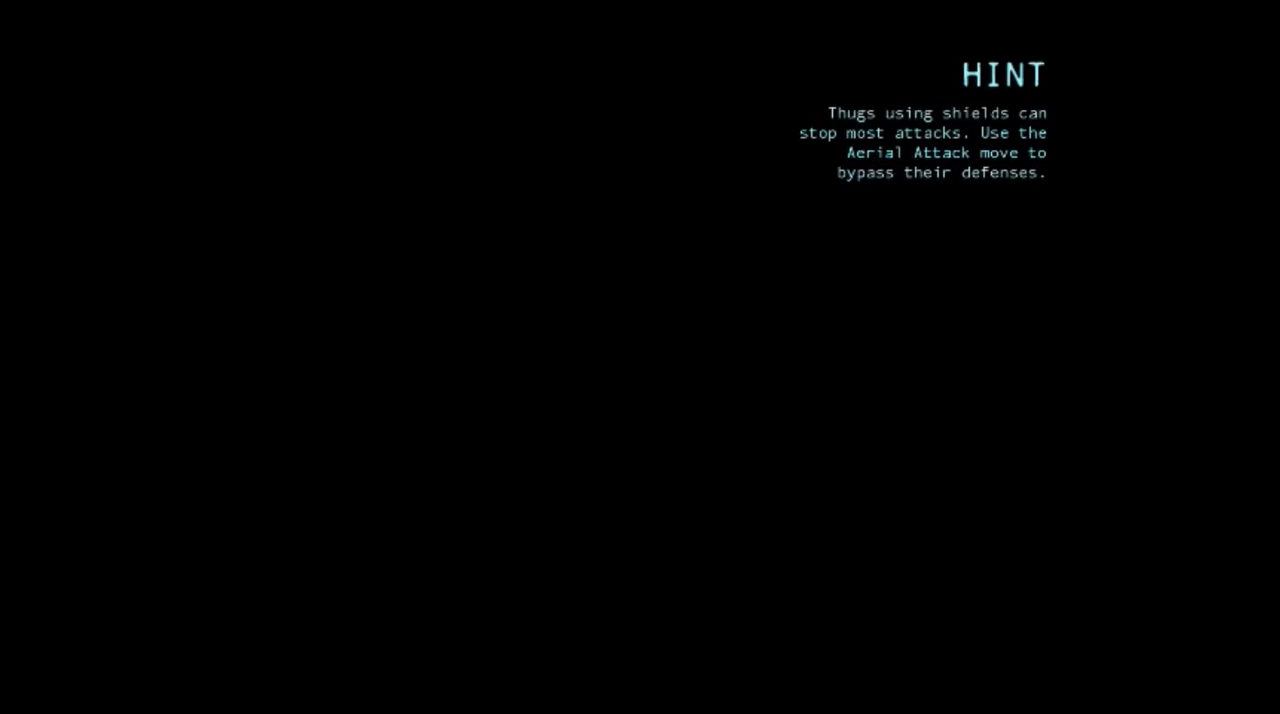 HINT
Thugs using shields can
stop most attacks. Use the
Aerial Attack move to
bypass their defenses.